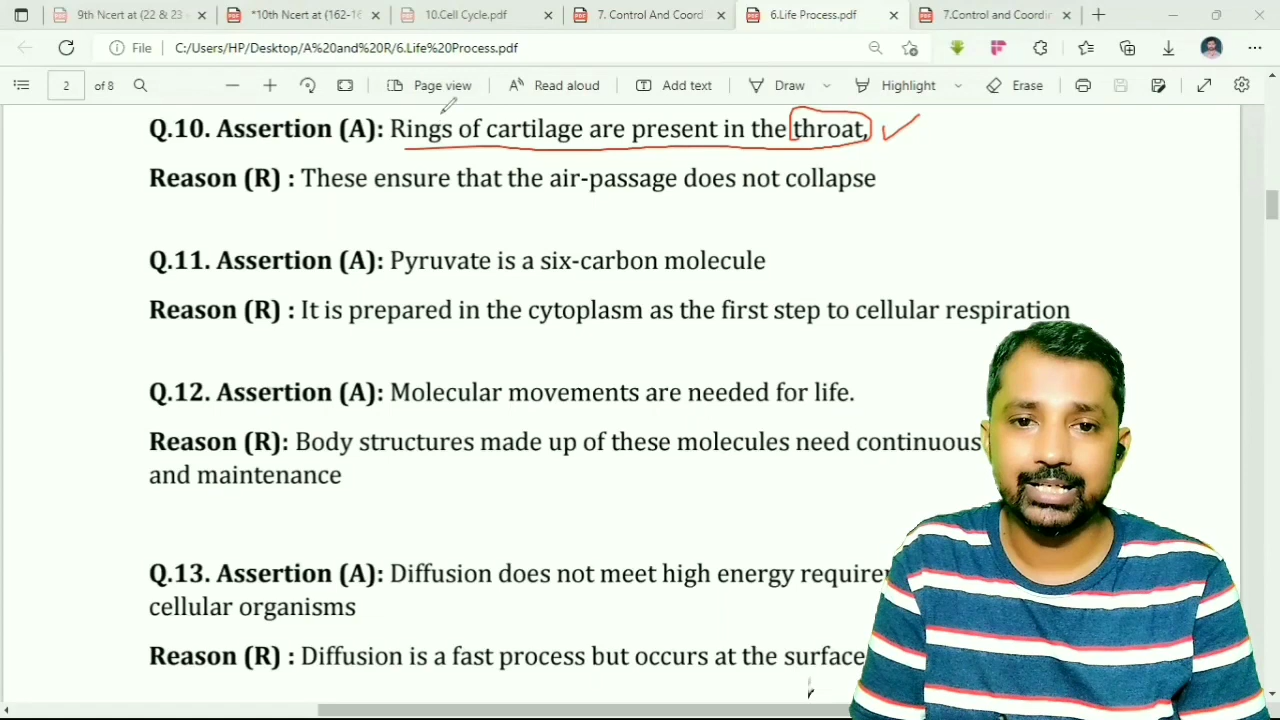 9th Ncert at (22 & 23
*10th Ncert at (162-16
10.Cell Cycle.pdf
7. Control And Coord
6.Life Process.pdf
7.Control and Coordin
File C:/Users/HP/Desktop/A%20and%20R/6.Life%20Process.pdf
2 of 8 Page view Read aloud Add text Draw Highlight Erase
Q.10. Assertion (A): Rings of cartilage are present in the throat,
Reason (R) : These ensure that the air-passage does not collapse
Q.11. Assertion (A): Pyruvate is a six-carbon molecule
Reason (R) : It is prepared in the cytoplasm as the first step to cellular respiration
Q.12. Assertion (A): Molecular movements are needed for life.
Reason (R): Body structures made up of these molecules need continuous
and maintenance
Q.13. Assertion (A): Diffusion does not meet high energy require
cellular organisms
Reason (R) : Diffusion is a fast process but occurs at the surface